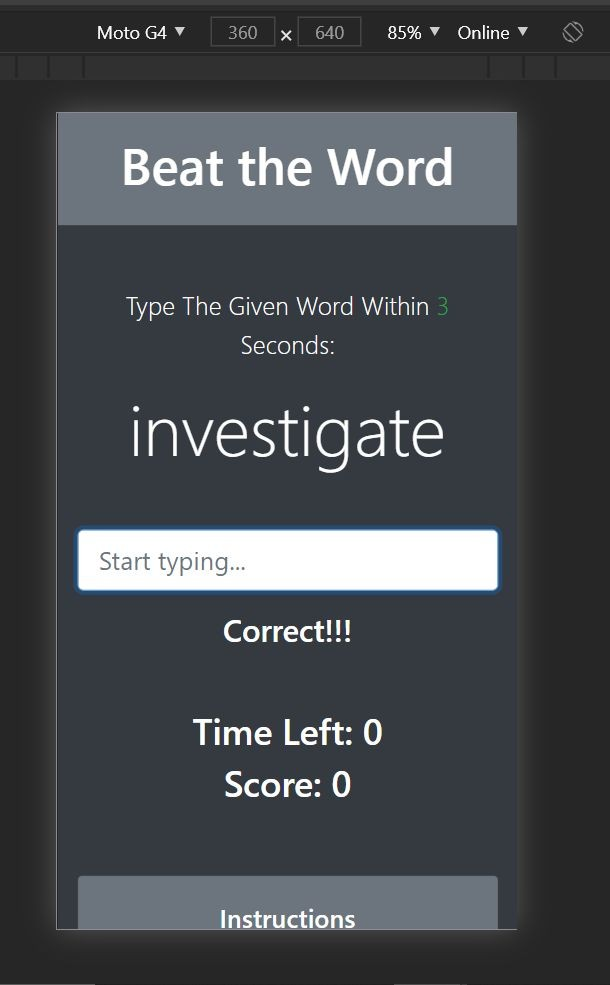 Moto G4 ▼ 360 × 640 85% ▼ Online ▼
Beat the Word
Type The Given Word Within 3
Seconds:
investigate
Start typing...
Correct!!!
Time Left: 0
Score: 0
Instructions